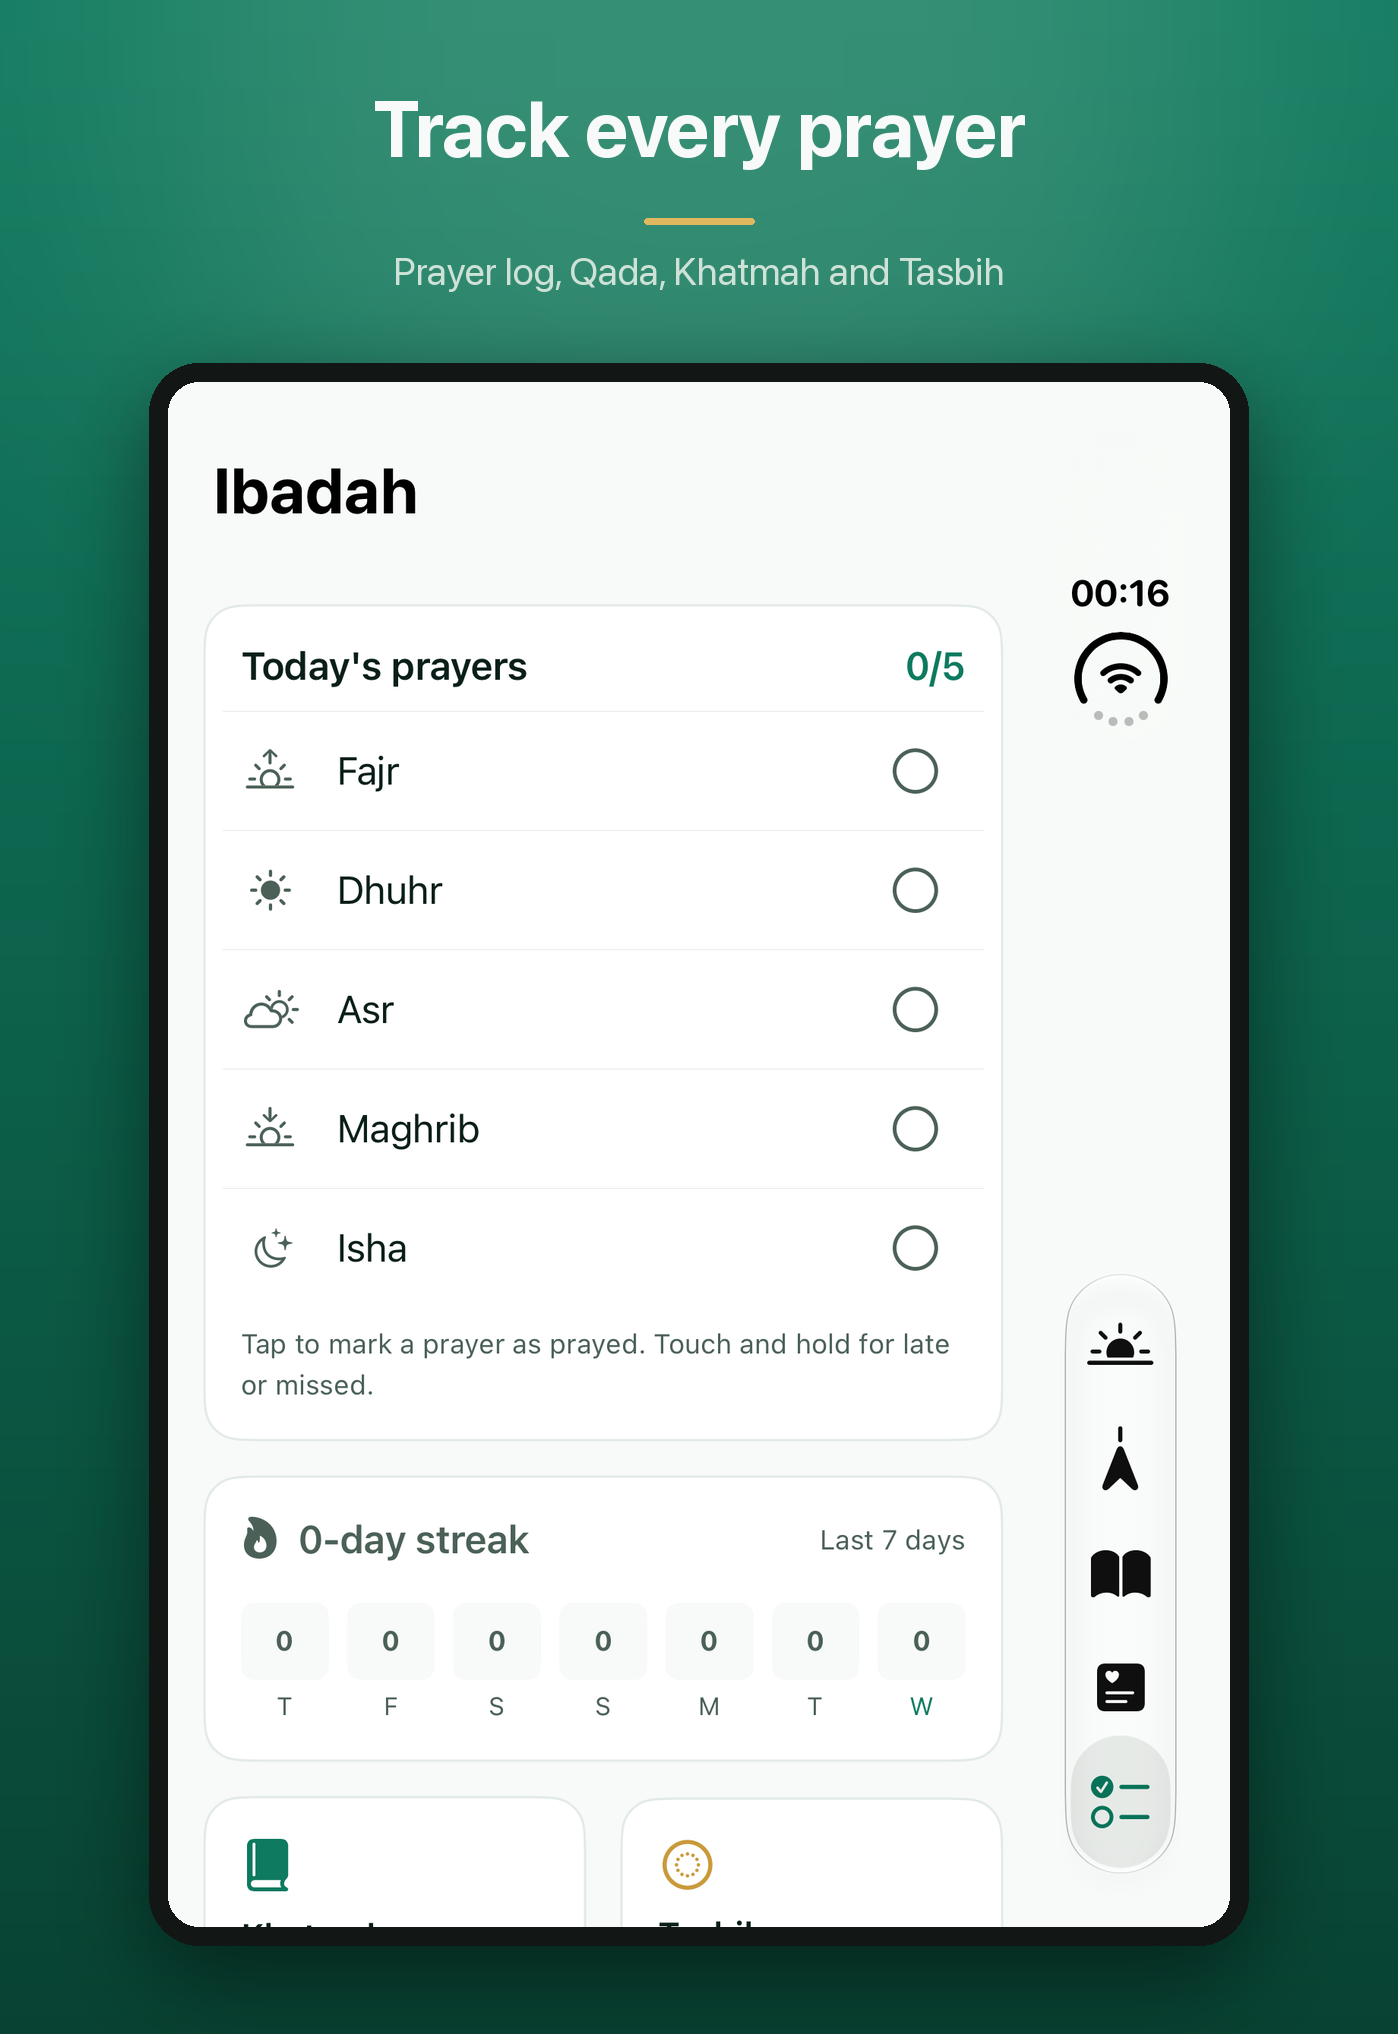 Track every prayer
Prayer log, Qada, Khatmah and Tasbih
Ibadah
00:16
Today's prayers 0/5
Fajr
Dhuhr
Asr
Maghrib
Isha
Tap to mark a prayer as prayed. Touch and hold for late
or missed.
0-day streak Last 7 days
0 0 0 0 0 0 0
T F S S M T W